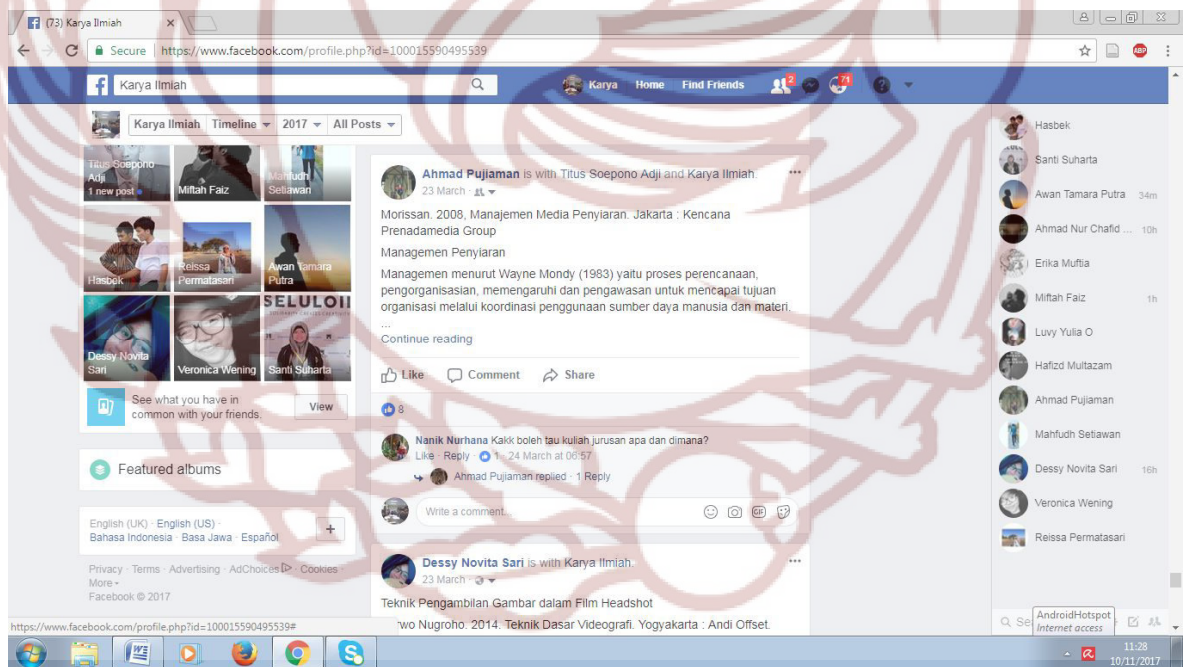 (73) Karya Ilmiah
Secure https://www.facebook.com/profile.php?id=100015590495539
ABP
Karya Ilmiah
Karya Home Find Friends 2 71
Karya Ilmiah Timeline 2017 All Posts
Titus Soepono Adji
1 new post
Miftah Faiz
Mahfudh Setiawan
Hasbek
Reissa Permatasari
Awan Tamara Putra
SELULOI
Dessy Novita Sari
Veronica Wening
Santi Suharta
See what you have in
common with your friends.
View
Featured albums
English (UK) · English (US) ·
Bahasa Indonesia · Basa Jawa · Español
Privacy · Terms · Advertising · AdChoices · Cookies ·
More
Facebook © 2017
https://www.facebook.com/profile.php?id=100015590495539#
Ahmad Pujiaman is with Titus Soepono Adji and Karya Ilmiah.
23 March ·
Morissan. 2008, Manajemen Media Penyiaran. Jakarta : Kencana
Prenadamedia Group
Managemen Penyiaran
Managemen menurut Wayne Mondy (1983) yaitu proses perencanaan,
pengorganisasian, memengaruhi dan pengawasan untuk mencapai tujuan
organisasi melalui koordinasi penggunaan sumber daya manusia dan materi.
...
Continue reading
Like Comment Share
8
Nanik Nurhana Kakk boleh tau kuliah jurusan apa dan dimana?
Like · Reply · 1 · 24 March at 06:57
Ahmad Pujiaman replied · 1 Reply
Write a comment...
GIF
Dessy Novita Sari is with Karya Ilmiah.
23 March ·
Teknik Pengambilan Gambar dalam Film Headshot
wo Nugroho. 2014. Teknik Dasar Videografi. Yogyakarta : Andi Offset.
Hasbek
Santi Suharta
Awan Tamara Putra 34m
Ahmad Nur Chafid ... 10h
Erika Muftia
Miftah Faiz 1h
Luvy Yulia O
Hafizd Multazam
Ahmad Pujiaman
Mahfudh Setiawan
Dessy Novita Sari 16h
Veronica Wening
Reissa Permatasari
AndroidHotspot
Internet access
11:28
10/11/2017